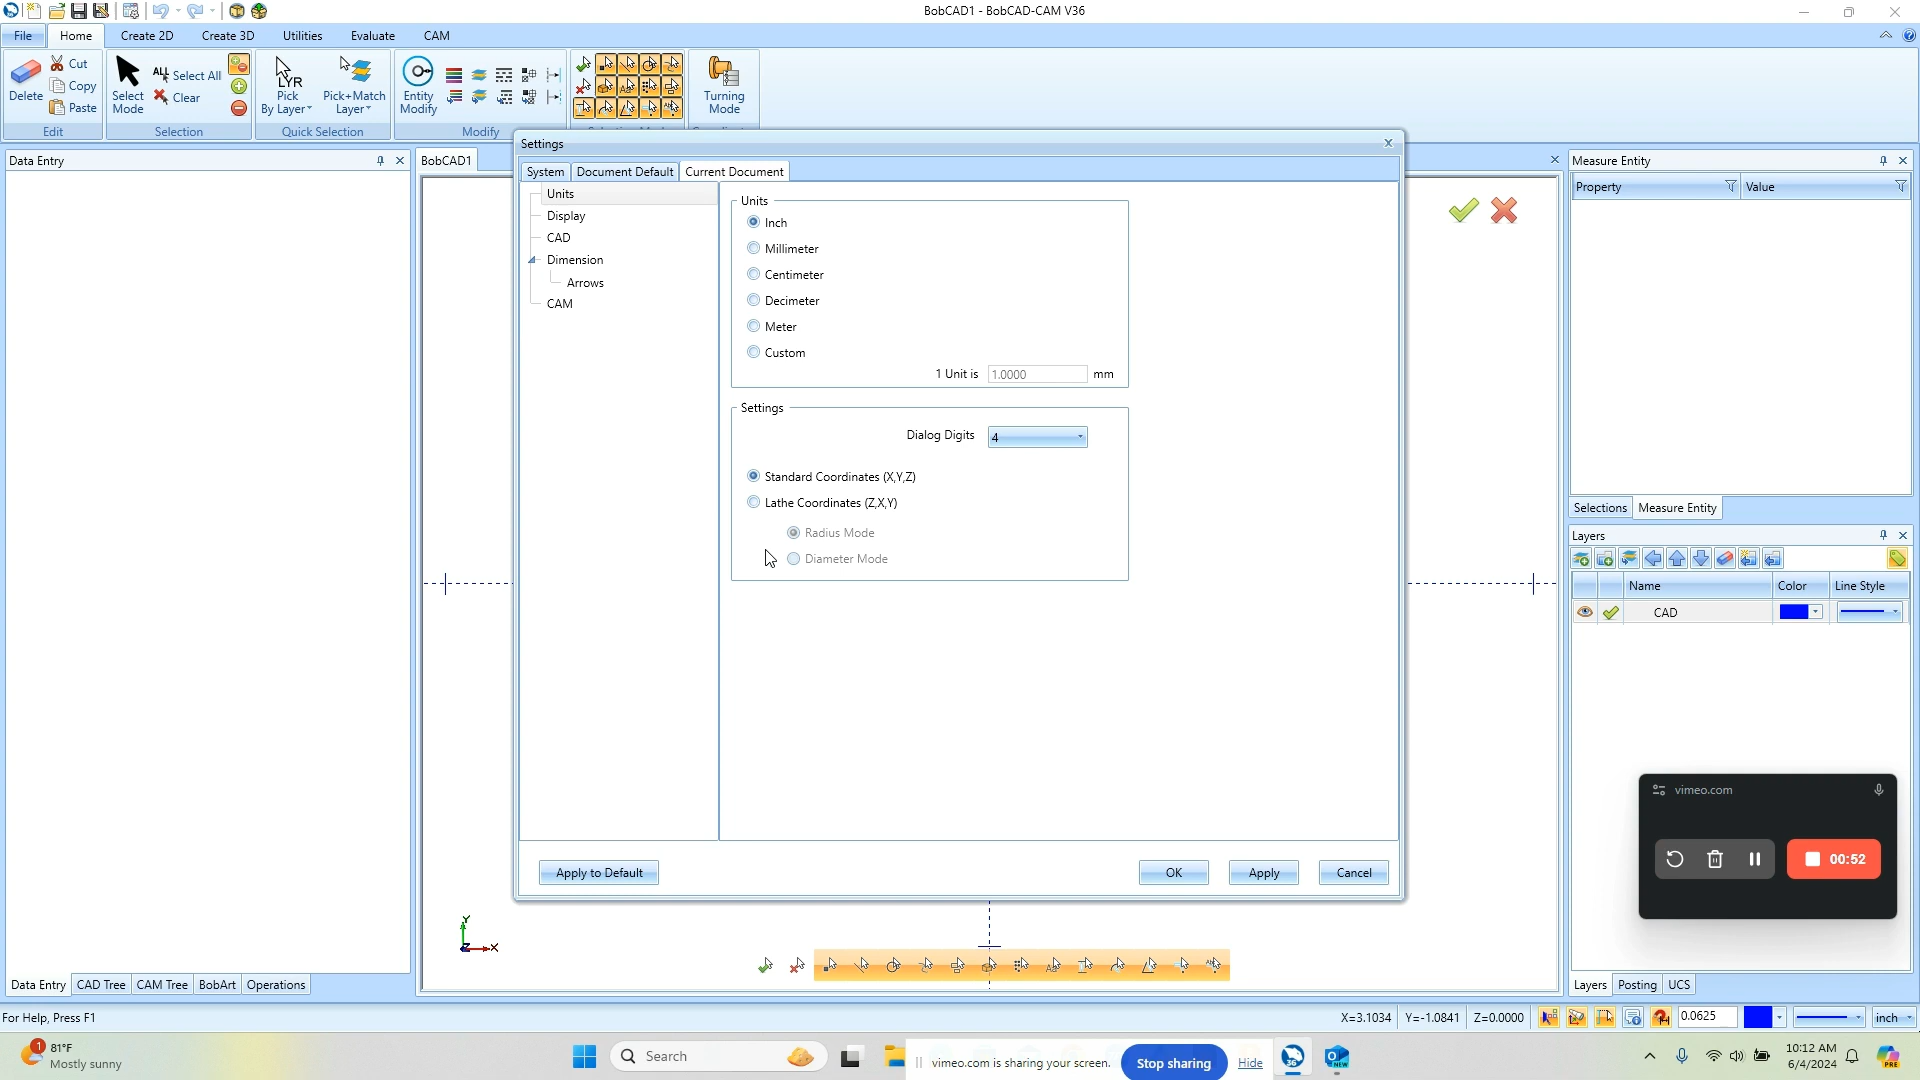 BobCAD1 - BobCAD-CAM V36
File Home Create 2D Create 3D Utilities Evaluate CAM
Delete
Cut
Copy
Paste
Edit
Select Mode
ALL Select All
Clear
Selection
LYR
Pick By Layer
Pick+Match Layer
Quick Selection
Entity Modify
Modify
Turning Mode
Data Entry
BobCAD1
Settings
System Document Default Current Document
Units
Display
CAD
Dimension
Arrows
CAM
Units
Inch
Millimeter
Centimeter
Decimeter
Meter
Custom
1 Unit is 1.0000 mm
Settings
Dialog Digits 4
Standard Coordinates (X,Y,Z)
Lathe Coordinates (Z,X,Y)
Radius Mode
Diameter Mode
Apply to Default OK Apply Cancel
Measure Entity
Property Value
Selections Measure Entity
Layers
Name Color Line Style
CAD
vimeo.com
00:52
Y
Z X
Data Entry CAD Tree CAM Tree BobArt Operations
Layers Posting UCS
For Help, Press F1
X=3.1034 Y=-1.0841 Z=0.0000 0.0625 inch
1 81°F
Mostly sunny
Search
vimeo.com is sharing your screen. Stop sharing Hide
36
NEW
10:12 AM
6/4/2024
PRE